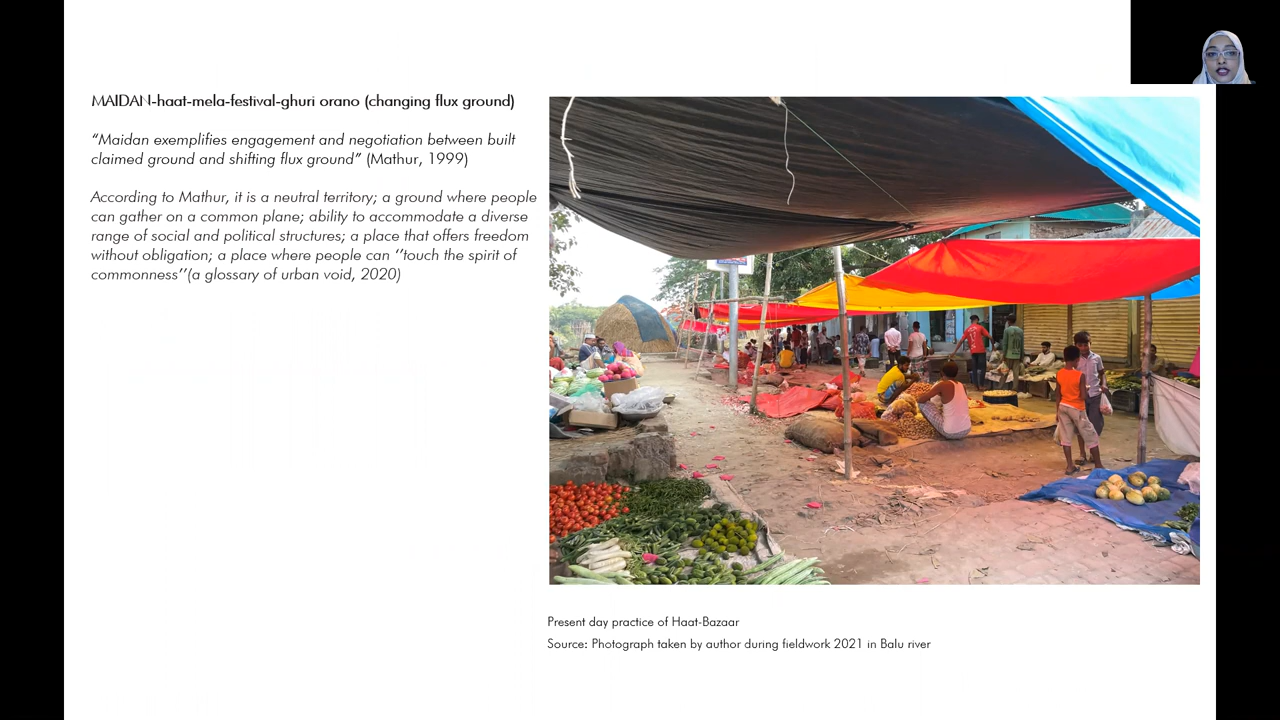 MAIDAN-haat-mela-festival-ghuri orano (changing flux ground)
“Maidan exemplifies engagement and negotiation between built
claimed ground and shifting flux ground” (Mathur, 1999)
According to Mathur, it is a neutral territory; a ground where people
can gather on a common plane; ability to accommodate a diverse
range of social and political structures; a place that offers freedom
without obligation; a place where people can ‘’touch the spirit of
commonness’’(a glossary of urban void, 2020)
Present day practice of Haat-Bazaar
Source: Photograph taken by author during fieldwork 2021 in Balu river